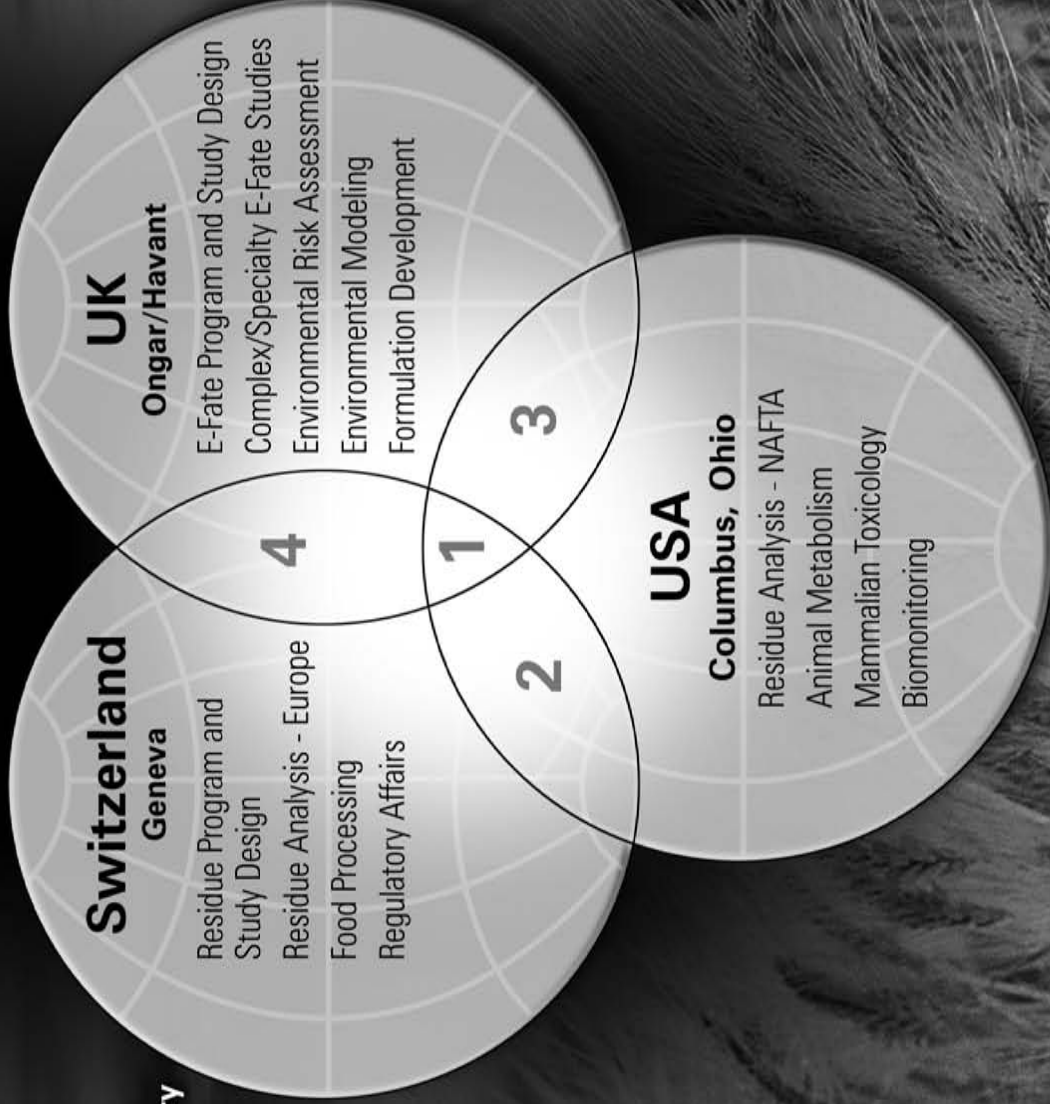 Switzerland
Geneva
Residue Program and
Study Design
Residue Analysis - Europe
Food Processing
Regulatory Affairs
UK
Ongar/Havant
E-Fate Program and Study Design
Complex/Specialty E-Fate Studies
Environmental Risk Assessment
Environmental Modeling
Formulation Development
4
1
2
3
USA
Columbus, Ohio
Residue Analysis - NAFTA
Animal Metabolism
Mammalian Toxicology
Biomonitoring